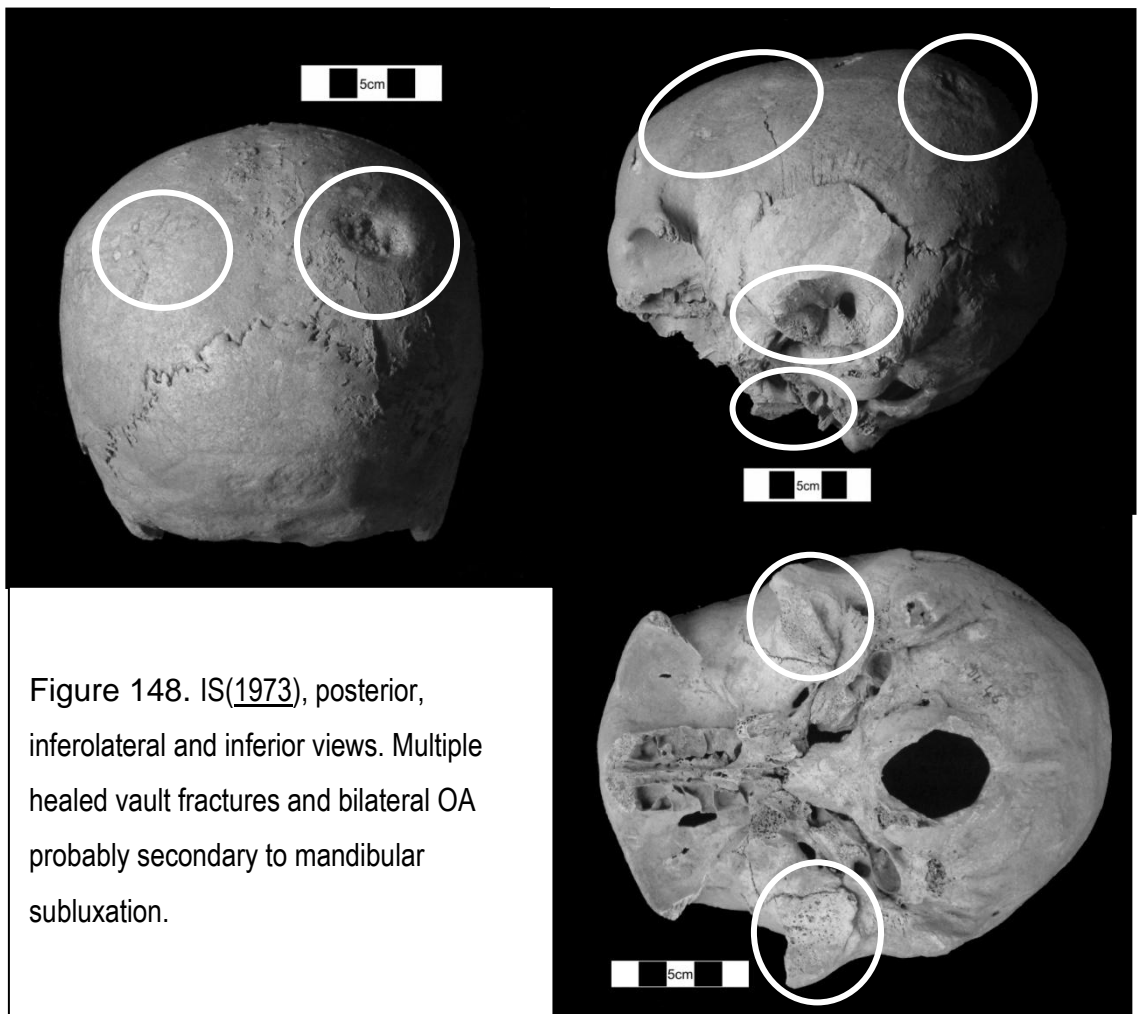 5cm
5cm
Figure 148. IS(1973), posterior,
inferolateral and inferior views. Multiple
healed vault fractures and bilateral OA
probably secondary to mandibular
subluxation.
5cm